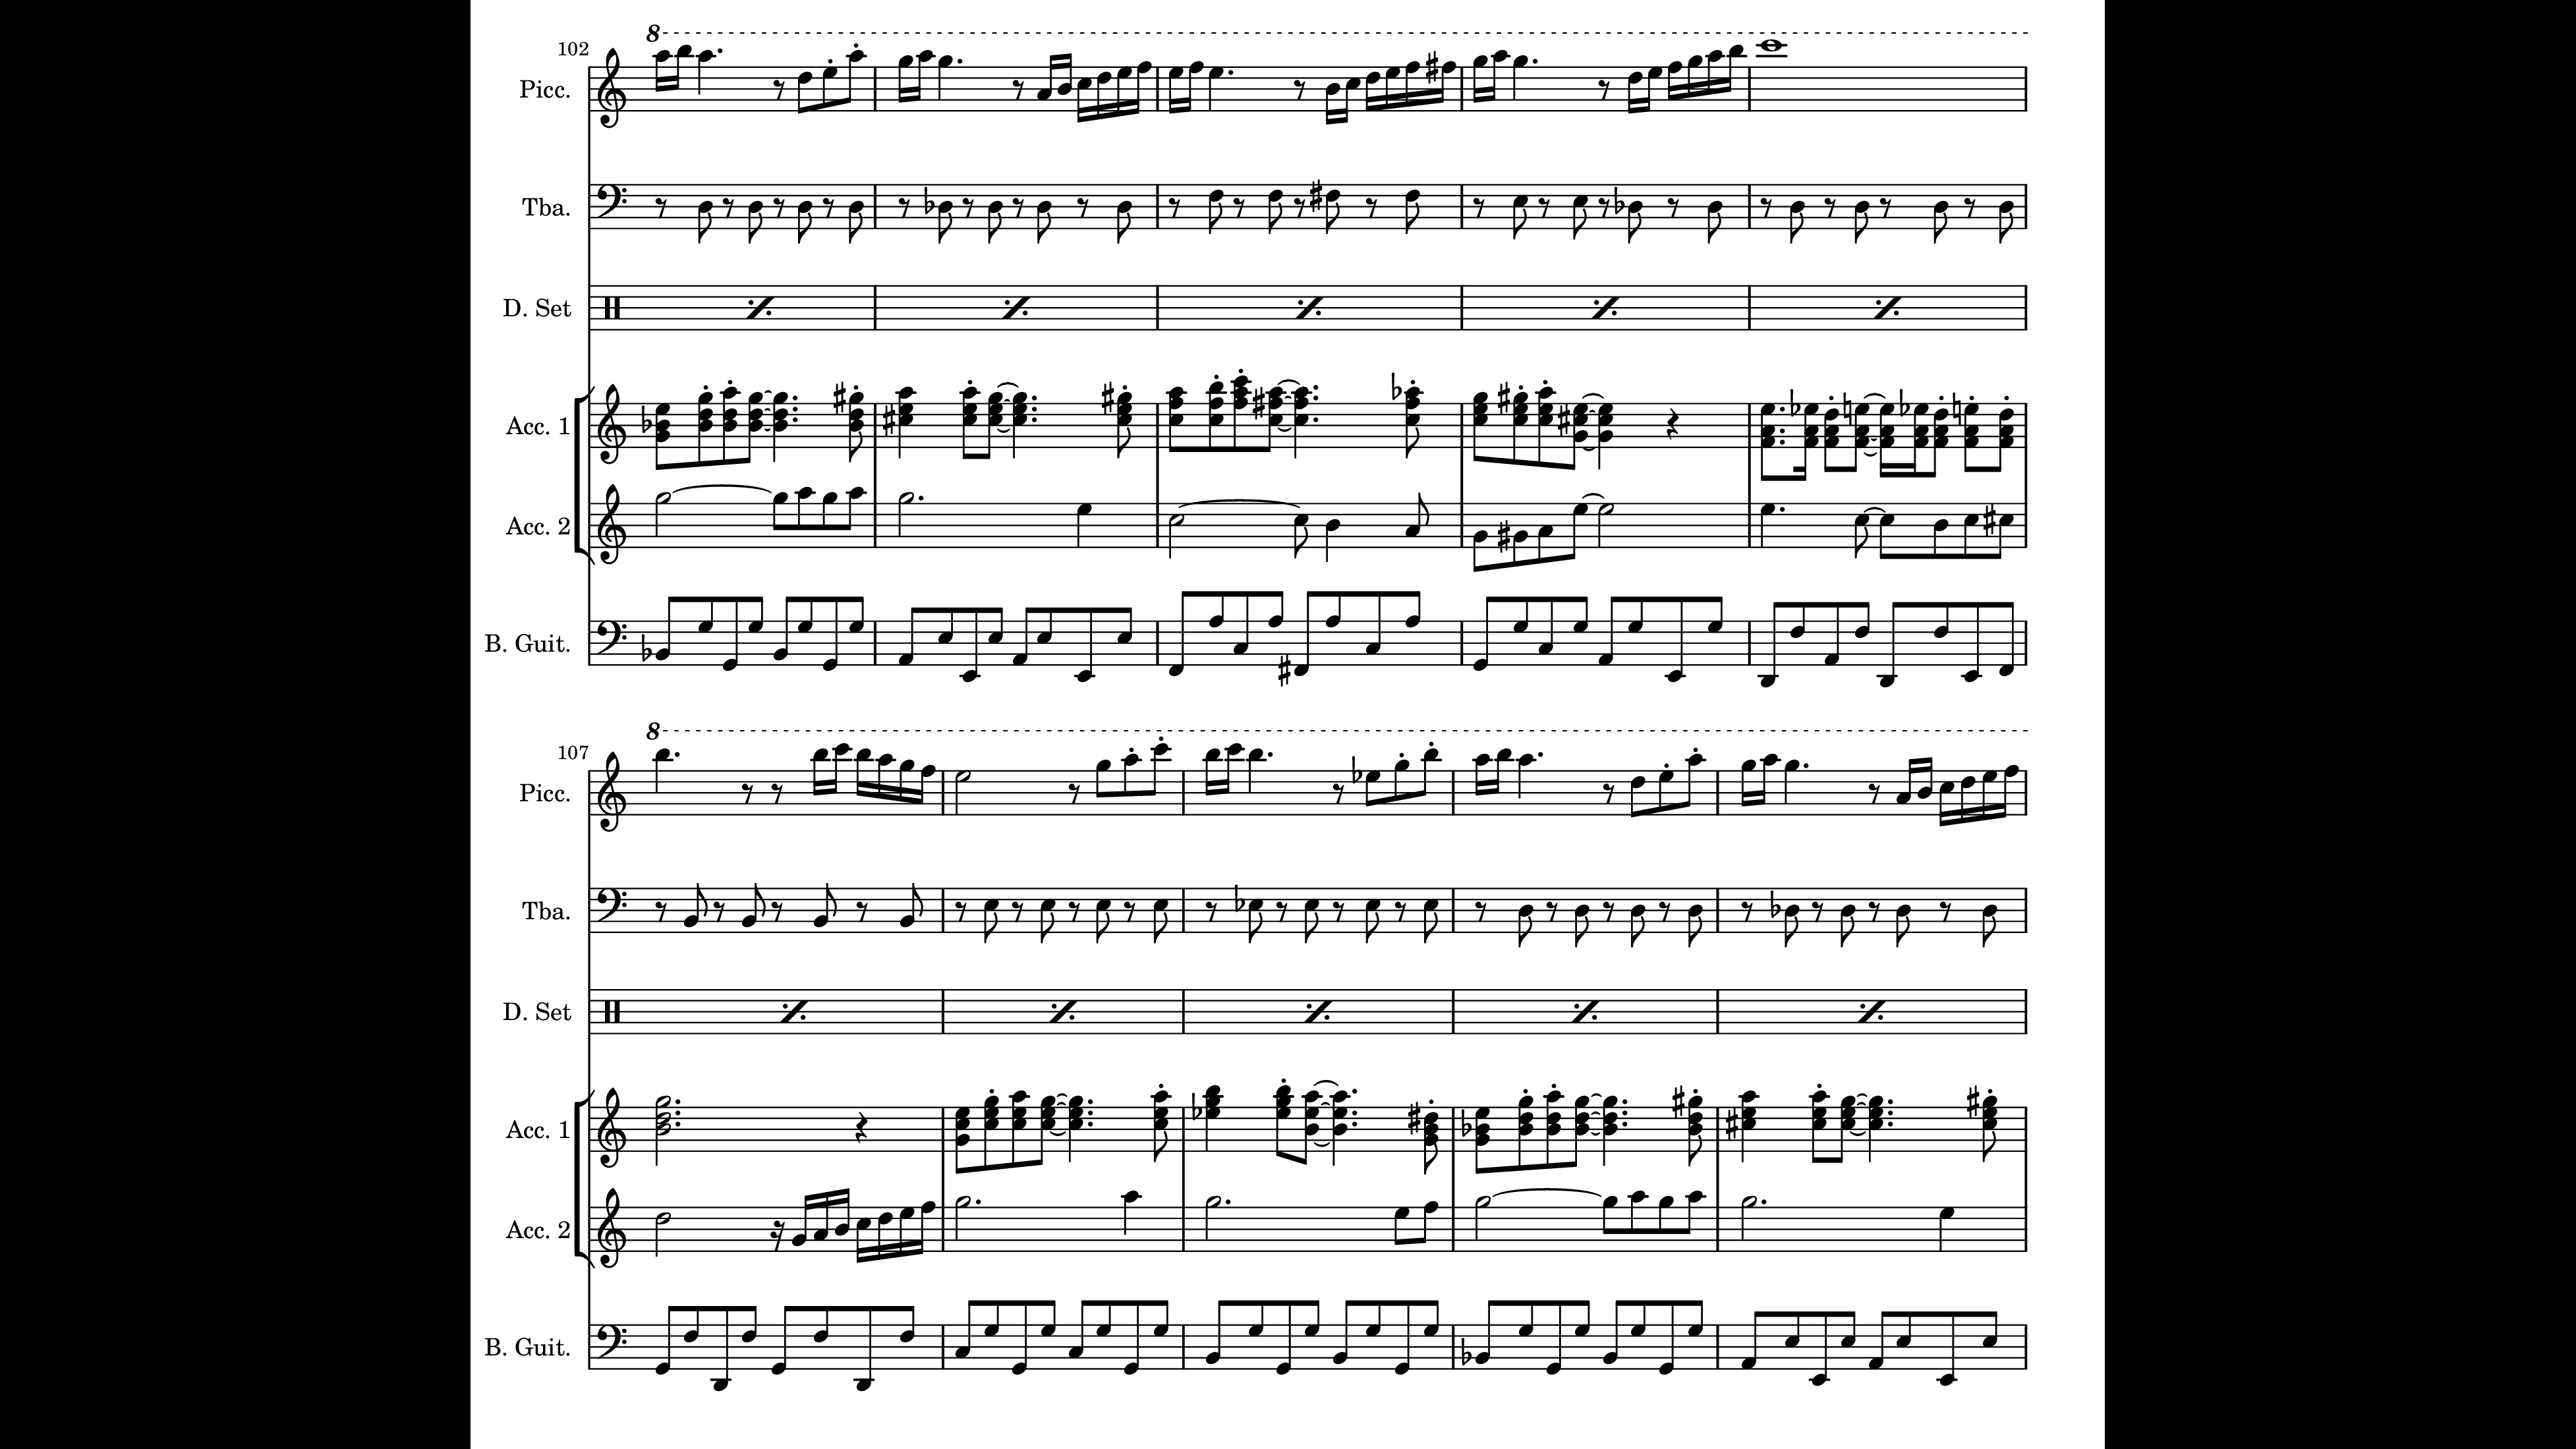 8
102
Picc.
Tba.
D. Set
Acc. 1
Acc. 2
B. Guit.
8
107
Picc.
Tba.
D. Set
Acc. 1
Acc. 2
B. Guit.